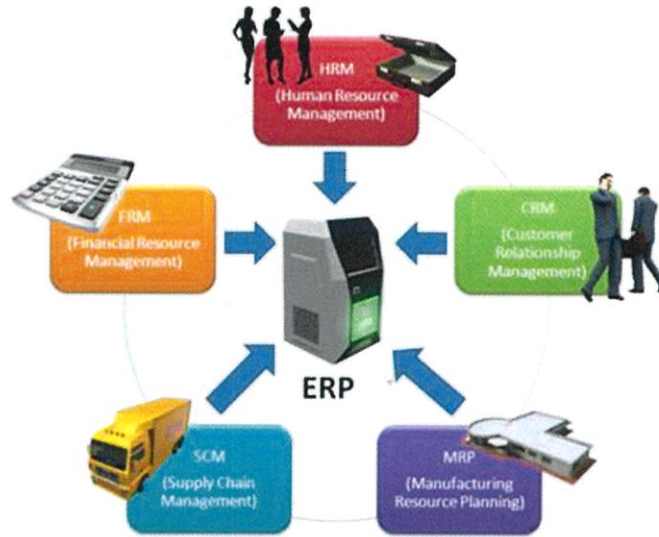 HRM
(Human Resource
Management)
FRM
(Financial Resource
Management)
CRM
(Customer
Relationship
Management)
ERP
SCM
(Supply Chain
Management)
MRP
(Manufacturing
Resource Planning)